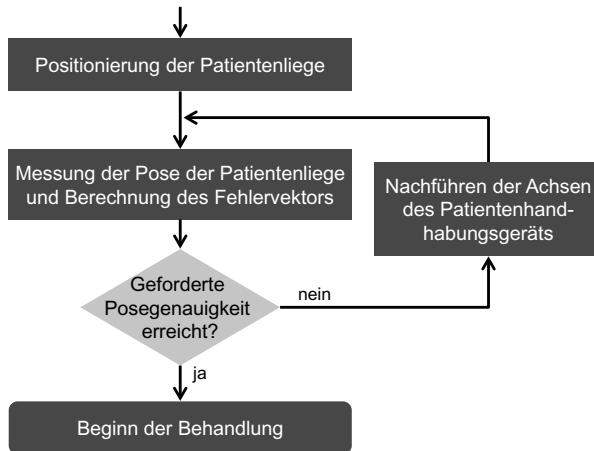 Positionierung der Patientenliege
Messung der Pose der Patientenliege
und Berechnung des Fehlervektors
Nachführen der Achsen
des Patientenhand-
habungsgeräts
Geforderte
Posegenauigkeit
erreicht?
nein
ja
Beginn der Behandlung